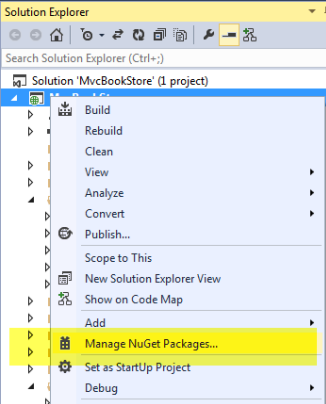 Solution Explorer
Search Solution Explorer (Ctrl+;)
Solution 'MvcBookStore' (1 project)
Build
Rebuild
Clean
View
Analyze
Convert
Publish...
Scope to This
New Solution Explorer View
Show on Code Map
Add
Manage NuGet Packages...
Set as StartUp Project
Debug